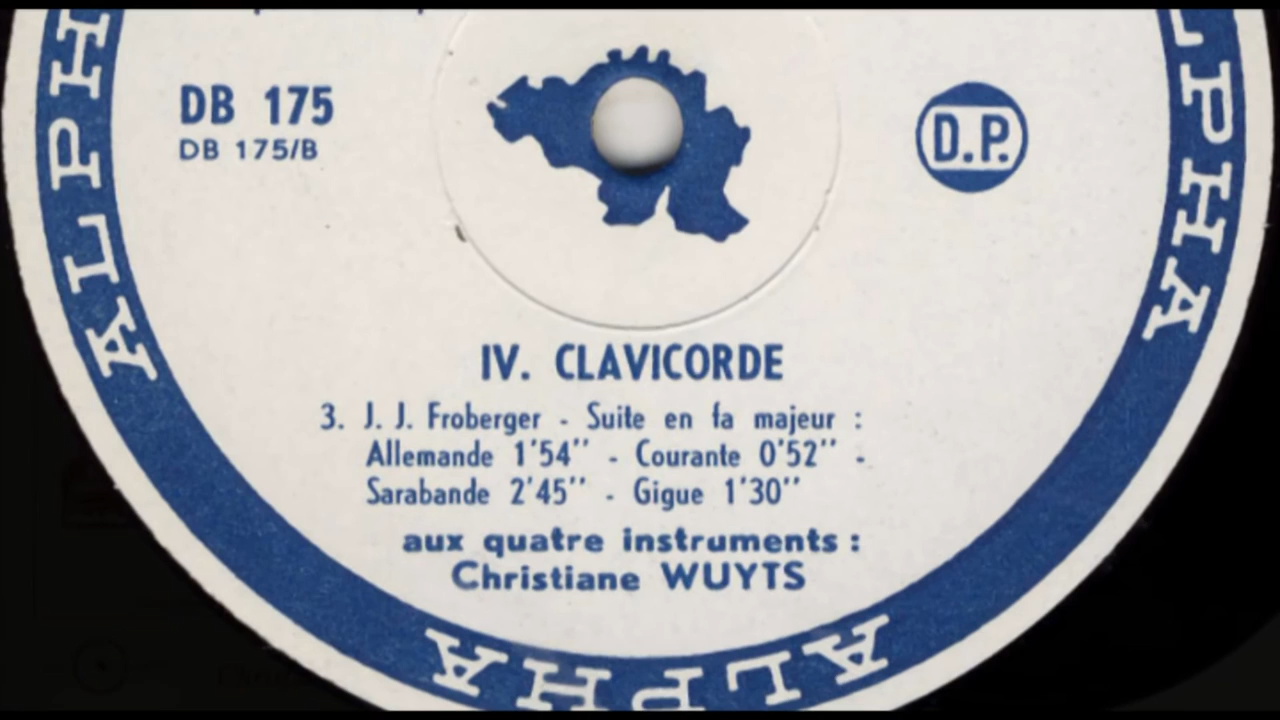 ALPHA
ALPHA
DB 175
DB 175/B
D.P.
IV. CLAVICORDE
3. J. J. Froberger - Suite en fa majeur :
Allemande 1'54'' - Courante 0'52'' -
Sarabande 2'45'' - Gigue 1'30''
aux quatre instruments :
Christiane WUYTS
ALPHA